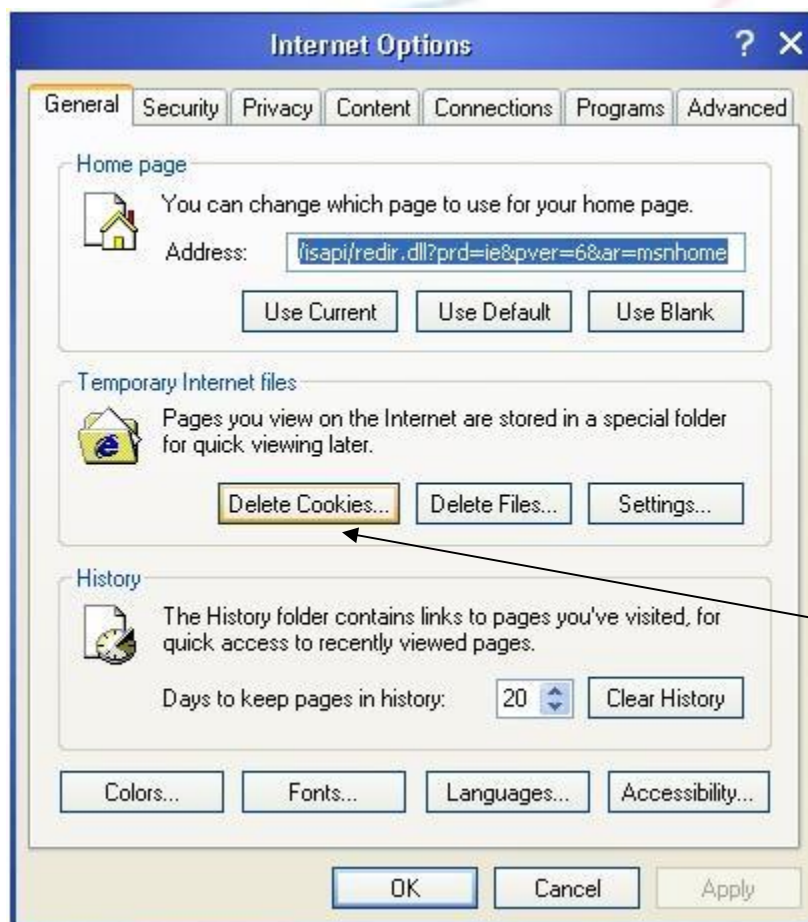 Internet Options
General Security Privacy Content Connections Programs Advanced
Home page
You can change which page to use for your home page.
Address: /isapi/redir.dll?prd=ie&pver=6&ar=msnhome
Use Current Use Default Use Blank
Temporary Internet files
Pages you view on the Internet are stored in a special folder
for quick viewing later.
Delete Cookies... Delete Files... Settings...
History
The History folder contains links to pages you've visited, for
quick access to recently viewed pages.
Days to keep pages in history: 20 Clear History
Colors... Fonts... Languages... Accessibility...
OK Cancel Apply